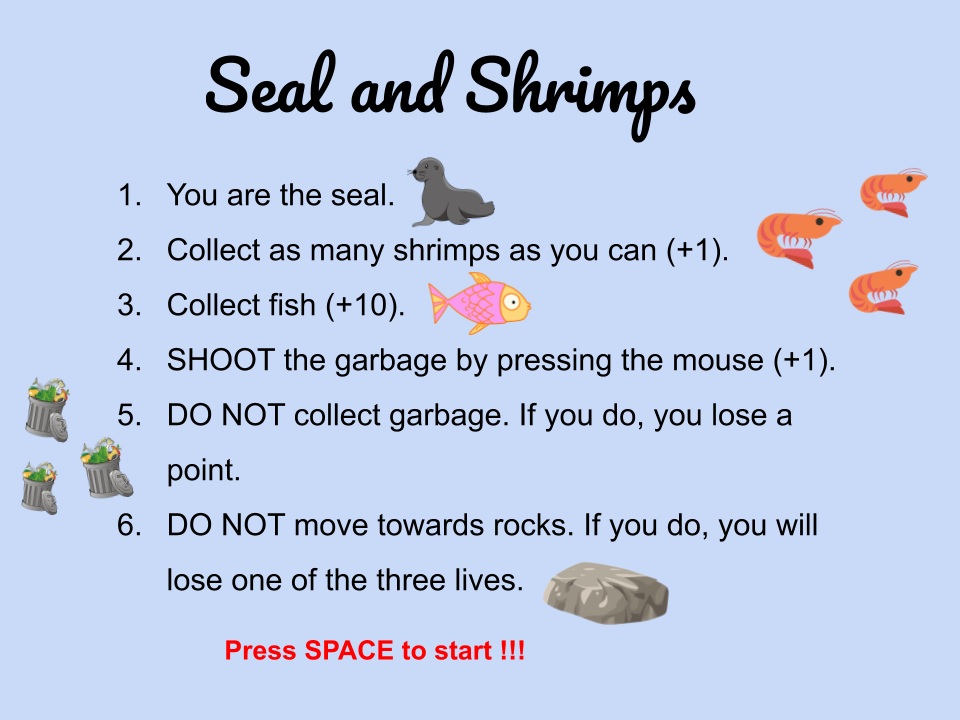 Seal and Shrimps
1. You are the seal.
2. Collect as many shrimps as you can (+1).
3. Collect fish (+10).
4. SHOOT the garbage by pressing the mouse (+1).
5. DO NOT collect garbage. If you do, you lose a
point.
6. DO NOT move towards rocks. If you do, you will
lose one of the three lives.
Press SPACE to start !!!